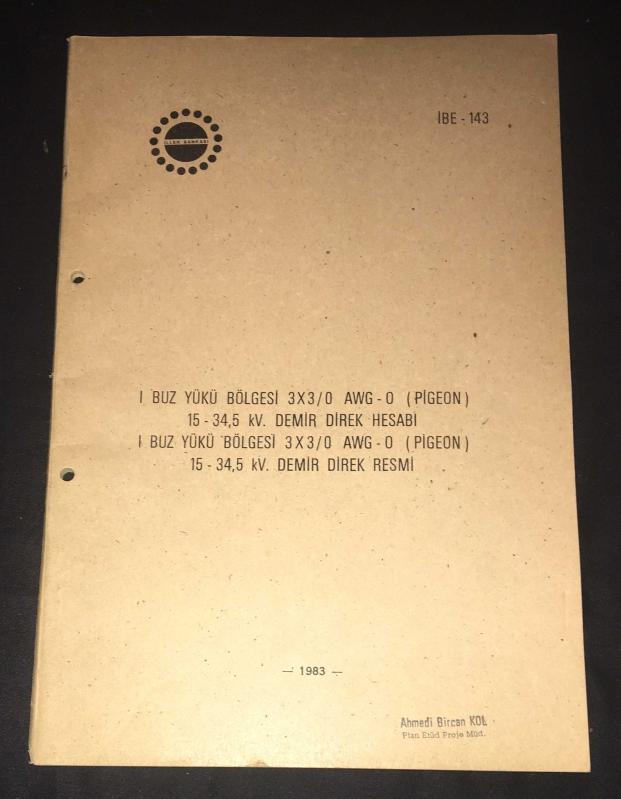 İBE - 143
İLLER BANKASI
I BUZ YÜKÜ BÖLGESİ 3X3/0 AWG - O (PİGEON)
15 - 34,5 kV. DEMİR DİREK HESABI
I BUZ YÜKÜ BÖLGESİ 3X3/0 AWG - O (PİGEON)
15 - 34,5 kV. DEMİR DİREK RESMİ
— 1983 —
Ahmedi Bircan KOL
Plan Etüd Proje Müd.